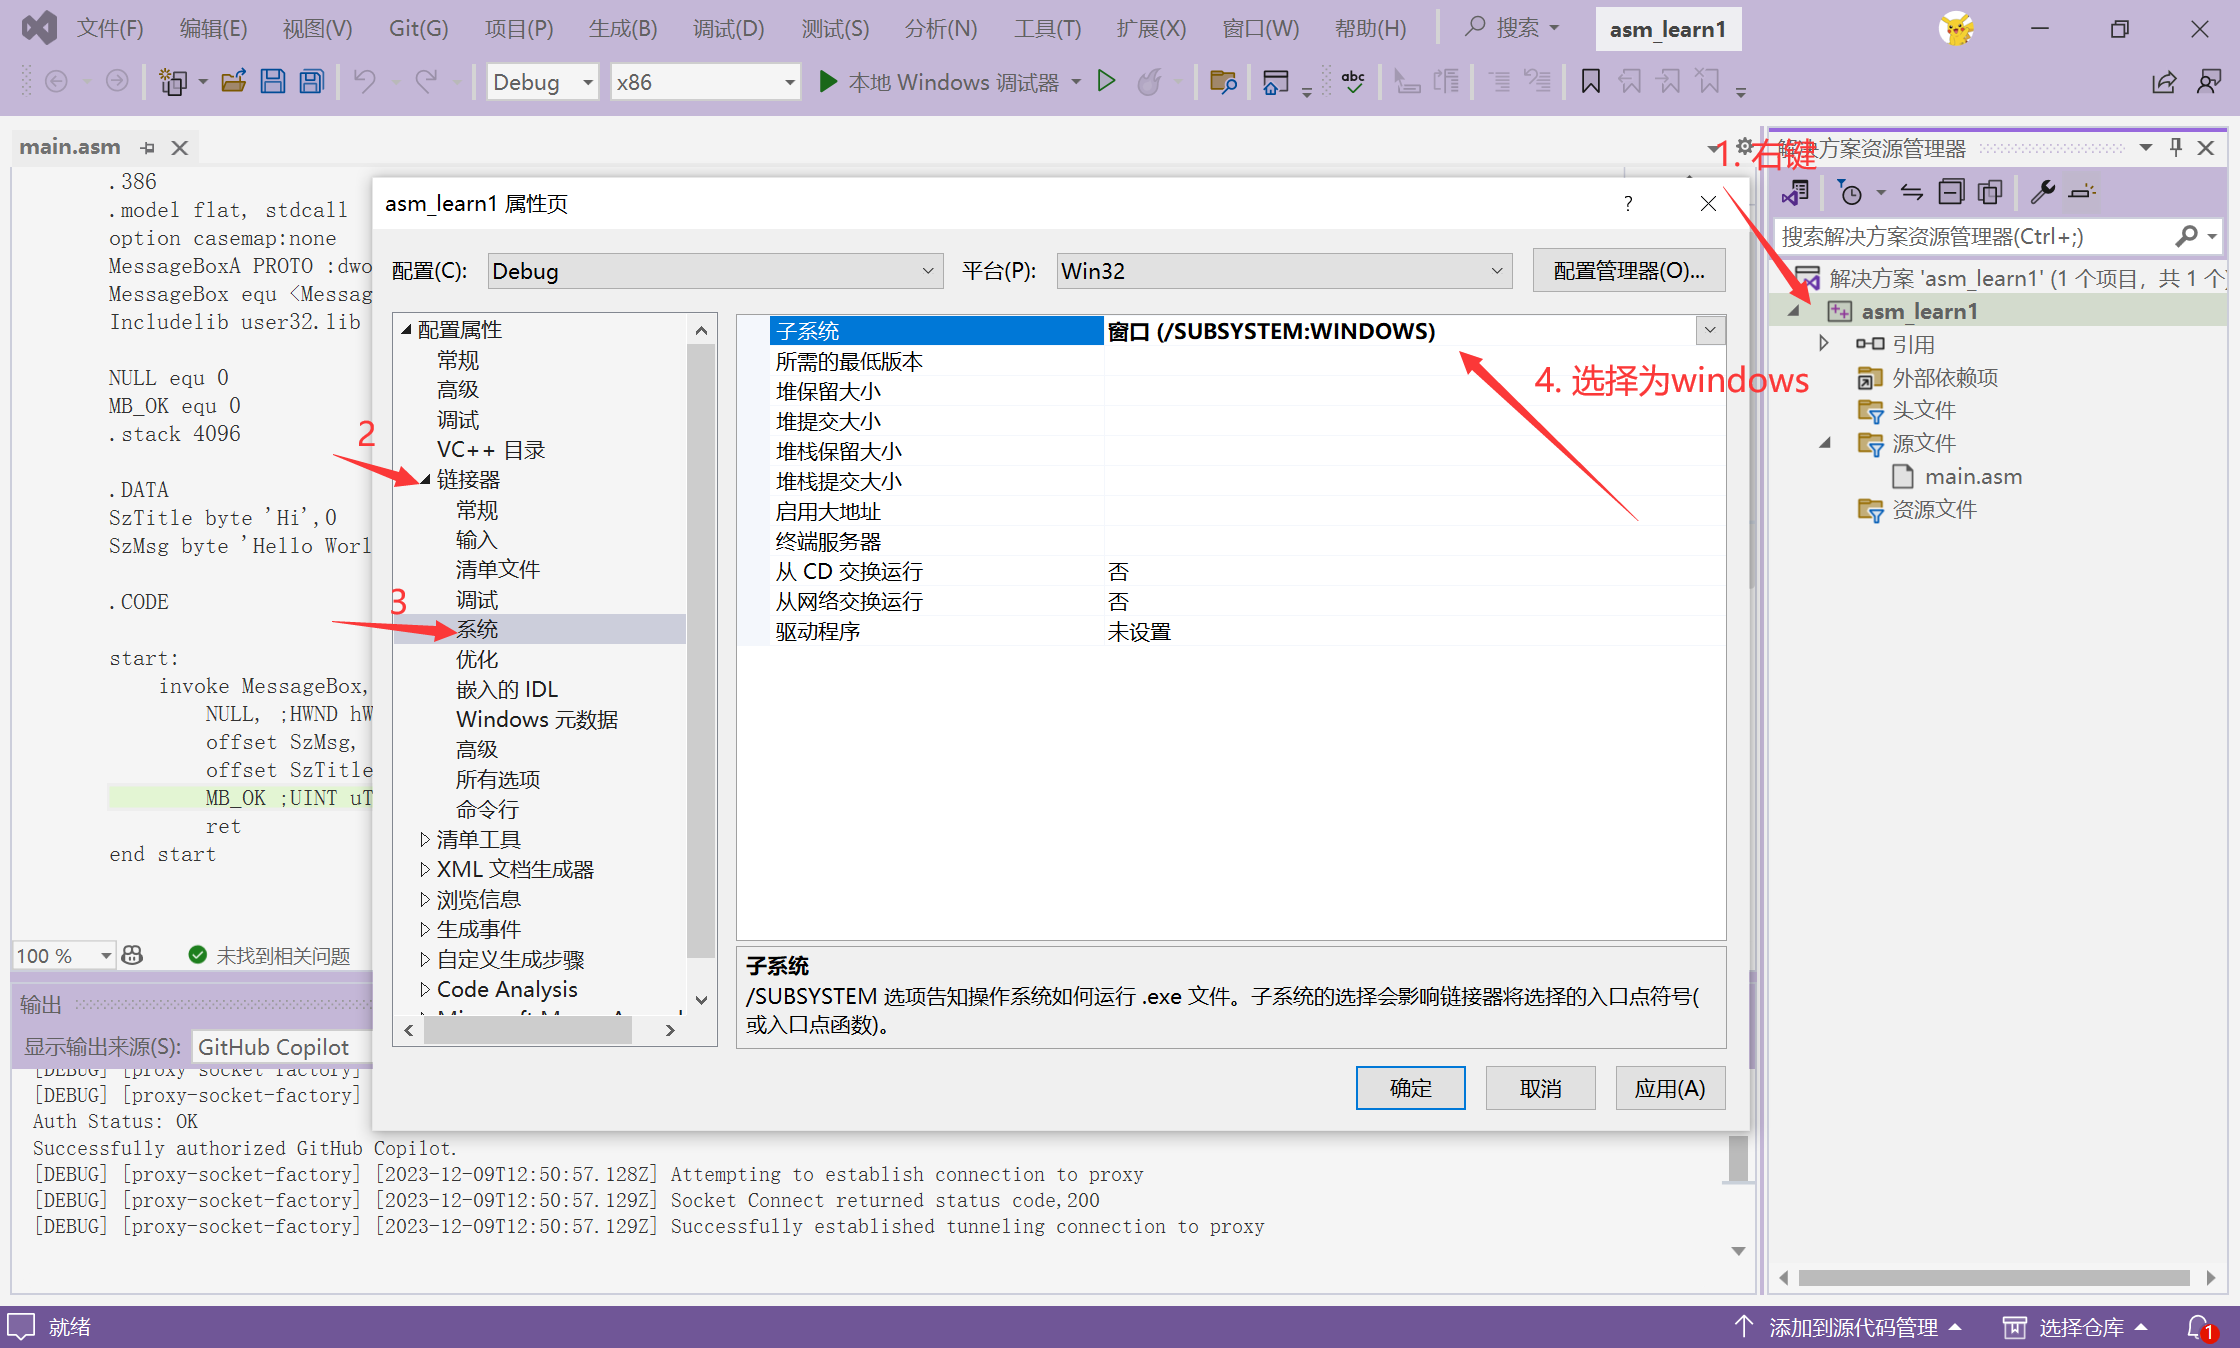 文件(F) 编辑(E) 视图(V) Git(G) 项目(P) 生成(B) 调试(D) 测试(S) 分析(N) 工具(T) 扩展(X) 窗口(W) 帮助(H) 搜索 asm_learn1
Debug x86 本地 Windows 调试器 abc
main.asm
.386
.model flat, stdcall
option casemap:none
MessageBoxA PROTO :dwo
MessageBox equ <Messag
Includelib user32.lib
NULL equ 0
MB_OK equ 0
.stack 4096
.DATA
SzTitle byte 'Hi',0
SzMsg byte 'Hello Worl
.CODE
start:
invoke MessageBox,
NULL, ;HWND hW
offset SzMsg,
offset SzTitle
MB_OK ;UINT uT
ret
end start
100 % 未找到相关问题
asm_learn1 属性页 ?
配置(C): Debug 平台(P): Win32 配置管理器(O)...
配置属性
常规
高级
调试
VC++ 目录
2
链接器
常规
输入
清单文件
调试
3
系统
优化
嵌入的 IDL
Windows 元数据
高级
所有选项
命令行
清单工具
XML 文档生成器
浏览信息
生成事件
自定义生成步骤
Code Analysis
子系统 窗口 (/SUBSYSTEM:WINDOWS)
所需的最低版本
堆保留大小
堆提交大小
堆栈保留大小
堆栈提交大小
启用大地址
终端服务器
从 CD 交换运行 否
从网络交换运行 否
驱动程序 未设置
4. 选择为windows
子系统
/SUBSYSTEM 选项告知操作系统如何运行 .exe 文件。子系统的选择会影响链接器将选择的入口点符号(
或入口点函数)。
确定 取消 应用(A)
1. 右键
解决方案资源管理器
搜索解决方案资源管理器(Ctrl+;)
解决方案 'asm_learn1' (1 个项目，共 1 个)
asm_learn1
引用
外部依赖项
头文件
源文件
main.asm
资源文件
输出
显示输出来源(S): GitHub Copilot
[DEBUG] [proxy-socket-factory]
[DEBUG] [proxy-socket-factory]
Auth Status: OK
Successfully authorized GitHub Copilot.
[DEBUG] [proxy-socket-factory] [2023-12-09T12:50:57.128Z] Attempting to establish connection to proxy
[DEBUG] [proxy-socket-factory] [2023-12-09T12:50:57.129Z] Socket Connect returned status code,200
[DEBUG] [proxy-socket-factory] [2023-12-09T12:50:57.129Z] Successfully established tunneling connection to proxy
就绪 添加到源代码管理 选择仓库 1